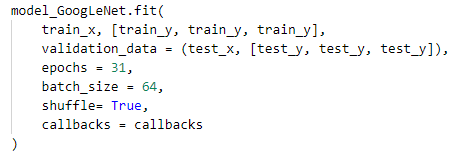 model_GoogLeNet.fit(
    train_x, [train_y, train_y, train_y],
    validation_data = (test_x, [test_y, test_y, test_y]),
    epochs = 31,
    batch_size = 64,
    shuffle= True,
    callbacks = callbacks
)